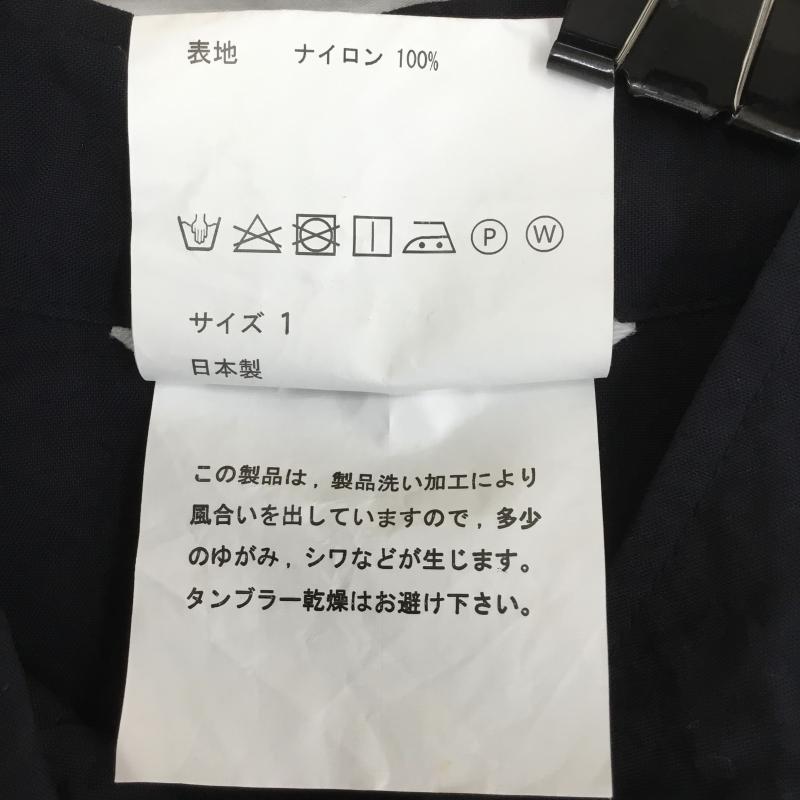 表地　ナイロン 100%
P W
サイズ 1
日本製
この製品は，製品洗い加工により
風合いを出していますので，多少
のゆがみ，シワなどが生じます。
タンブラー乾燥はお避け下さい。